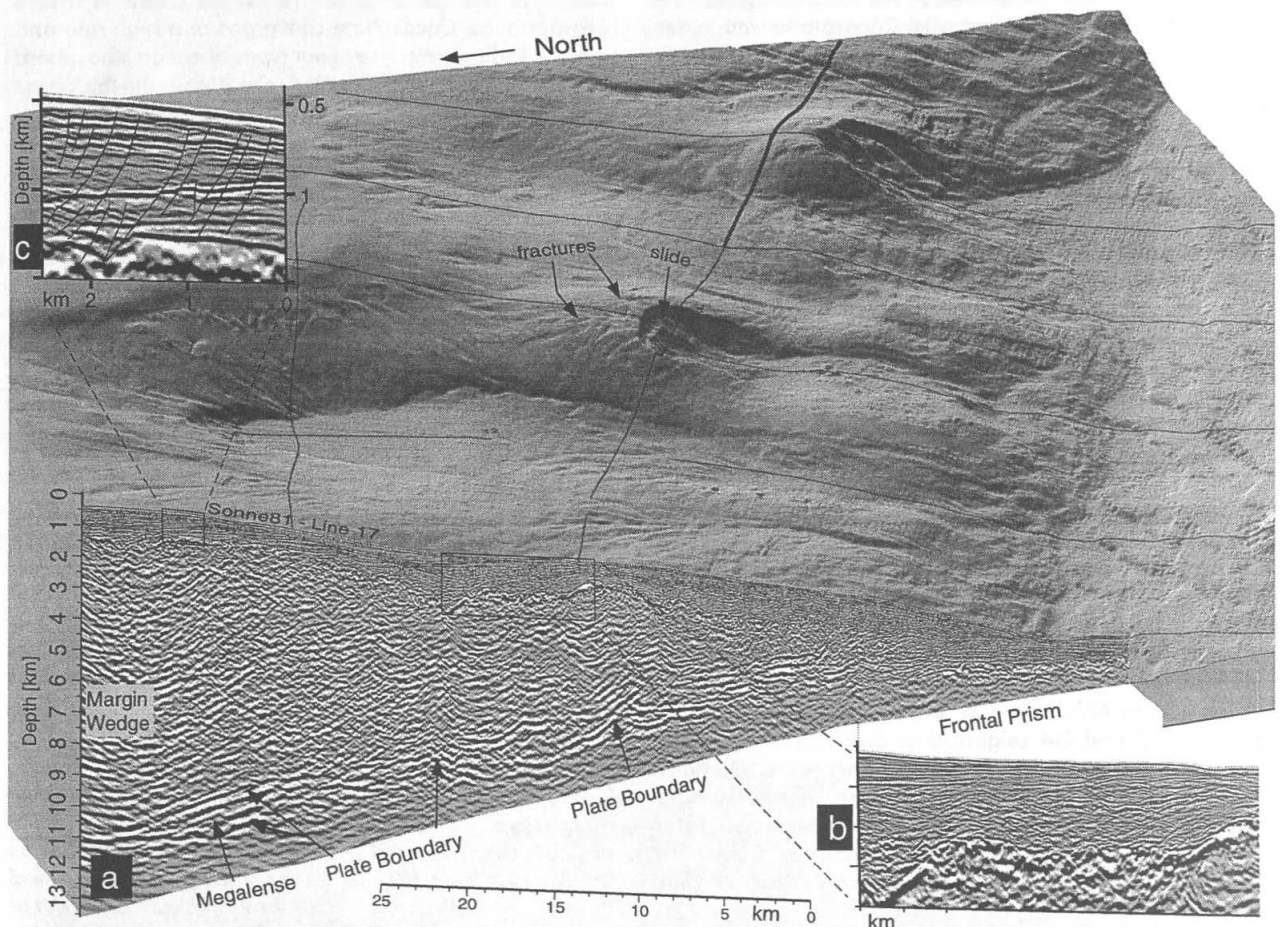 North
0.5
Depth [km]
1
c
km 2 1 0
fractures
slide
0
Sonne81 - Line 17
1
2
3
4
5
6
7
8
9
10
11
12
13
Depth [km]
Margin
Wedge
Frontal Prism
Plate Boundary
b
a
Plate Boundary
Megalense
25 15 10 5 km 0
km